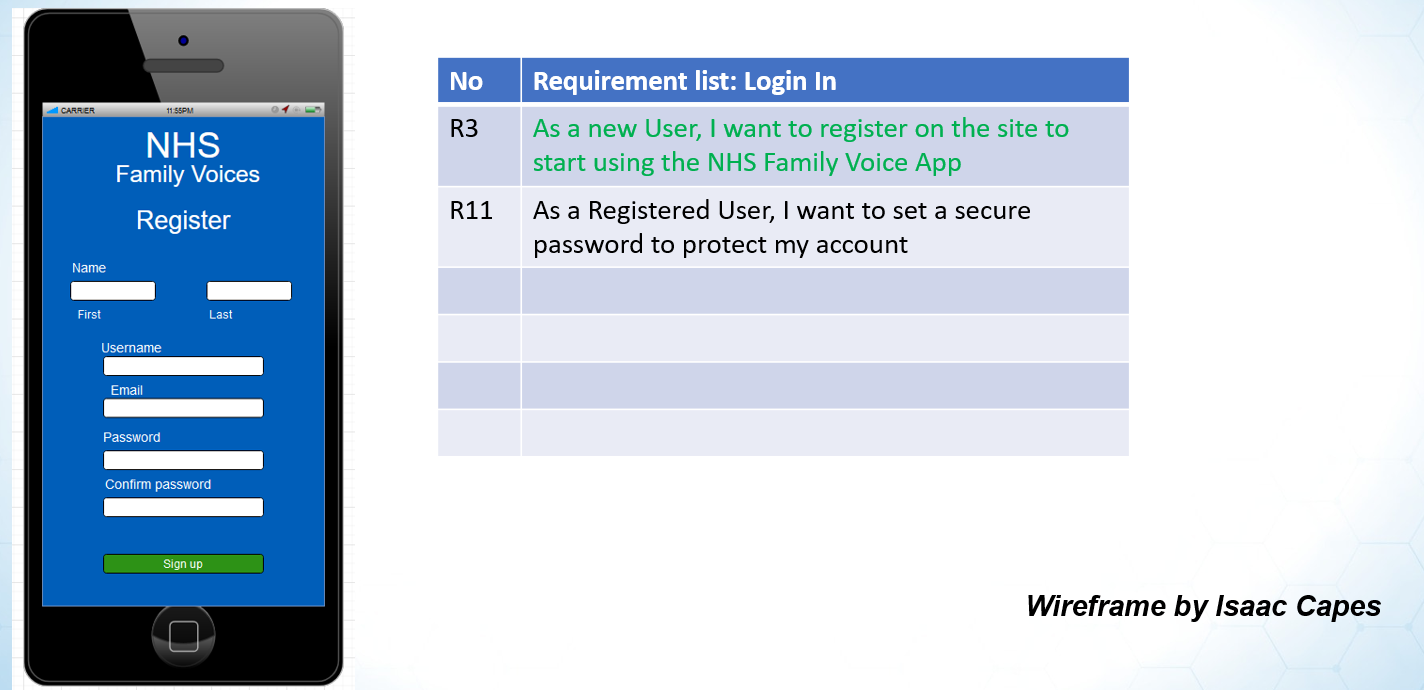 CARRIER 11:55PM
NHS
Family Voices
Register
Name
First Last
Username
Email
Password
Confirm password
Sign up
No Requirement list: Login In
R3 As a new User, I want to register on the site to
start using the NHS Family Voice App
R11 As a Registered User, I want to set a secure
password to protect my account
Wireframe by Isaac Capes